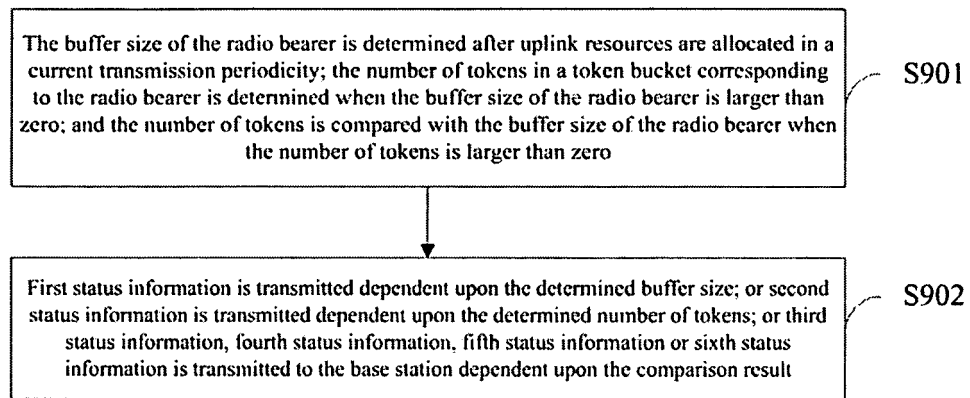 The buffer size of the radio bearer is determined after uplink resources are allocated in a
current transmission periodicity; the number of tokens in a token bucket corresponding
to the radio bearer is determined when the buffer size of the radio bearer is larger than
zero; and the number of tokens is compared with the buffer size of the radio bearer when
the number of tokens is larger than zero
S901
First status information is transmitted dependent upon the determined buffer size; or second
status information is transmitted dependent upon the determined number of tokens; or third
status information, fourth status information, fifth status information or sixth status
information is transmitted to the base station dependent upon the comparison result
S902